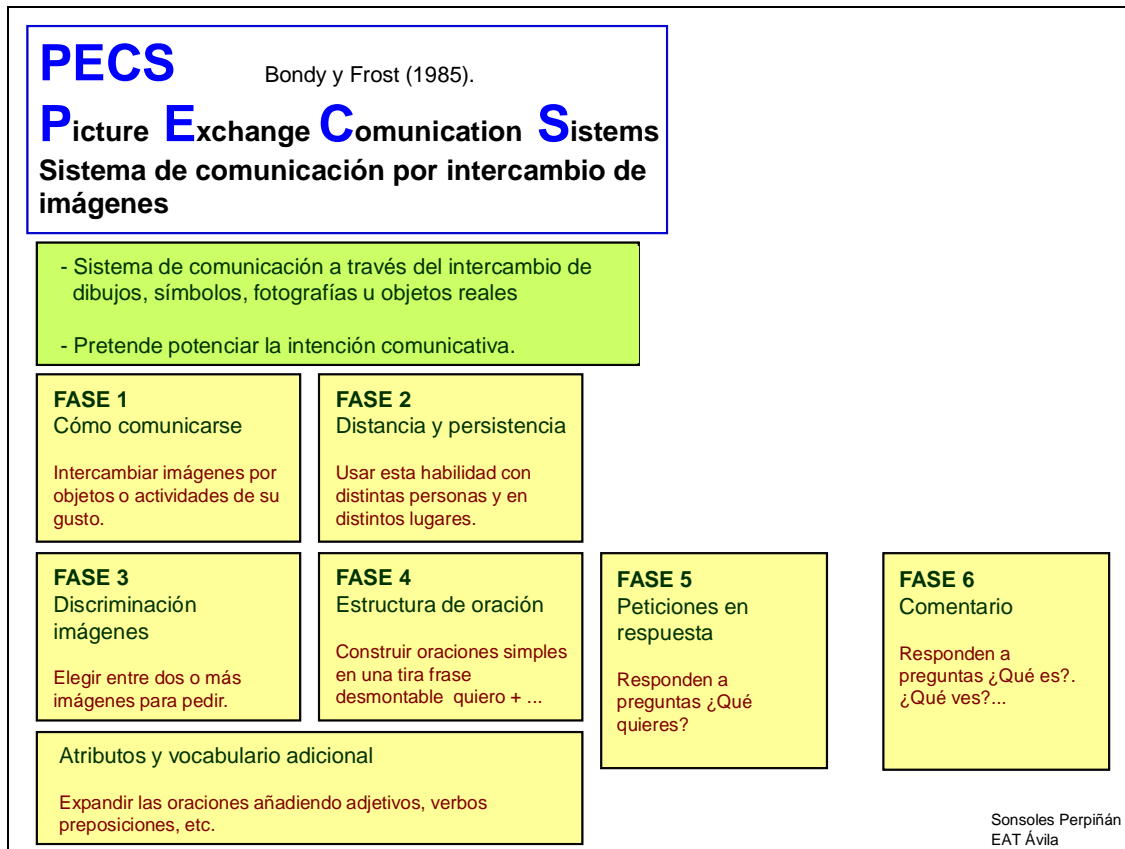 PECS Bondy y Frost (1985).
Picture Exchange Comunication Sistems
Sistema de comunicación por intercambio de
imágenes
- Sistema de comunicación a través del intercambio de
dibujos, símbolos, fotografías u objetos reales
- Pretende potenciar la intención comunicativa.
FASE 1
Cómo comunicarse
Intercambiar imágenes por
objetos o actividades de su
gusto.
FASE 2
Distancia y persistencia
Usar esta habilidad con
distintas personas y en
distintos lugares.
FASE 3
Discriminación
imágenes
Elegir entre dos o más
imágenes para pedir.
FASE 4
Estructura de oración
Construir oraciones simples
en una tira frase
desmontable quiero + ...
FASE 5
Peticiones en
respuesta
Responden a
preguntas ¿Qué
quieres?
FASE 6
Comentario
Responden a
preguntas ¿Qué es?.
¿Qué ves?...
Atributos y vocabulario adicional
Expandir las oraciones añadiendo adjetivos, verbos
preposiciones, etc.
Sonsoles Perpiñán
EAT Ávila